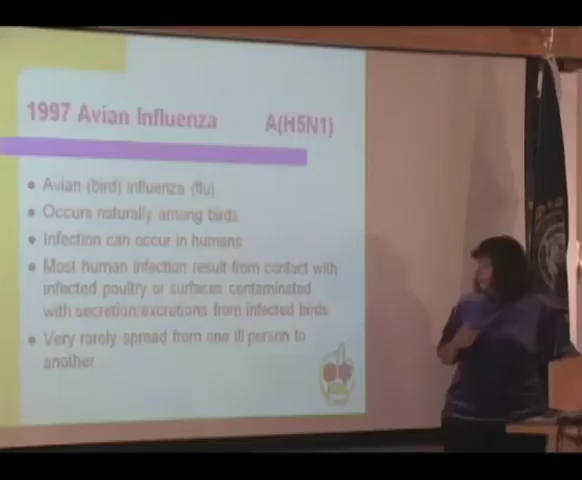 1997 Avian Influenza A(H5N1)
• Avian (bird) influenza (flu)
• Occurs naturally among birds
• Infection can occur in humans
• Most human infection result from contact with
infected poultry or surfaces contaminated
with secretion/excretions from infected birds
• Very rarely spread from one ill person to
another